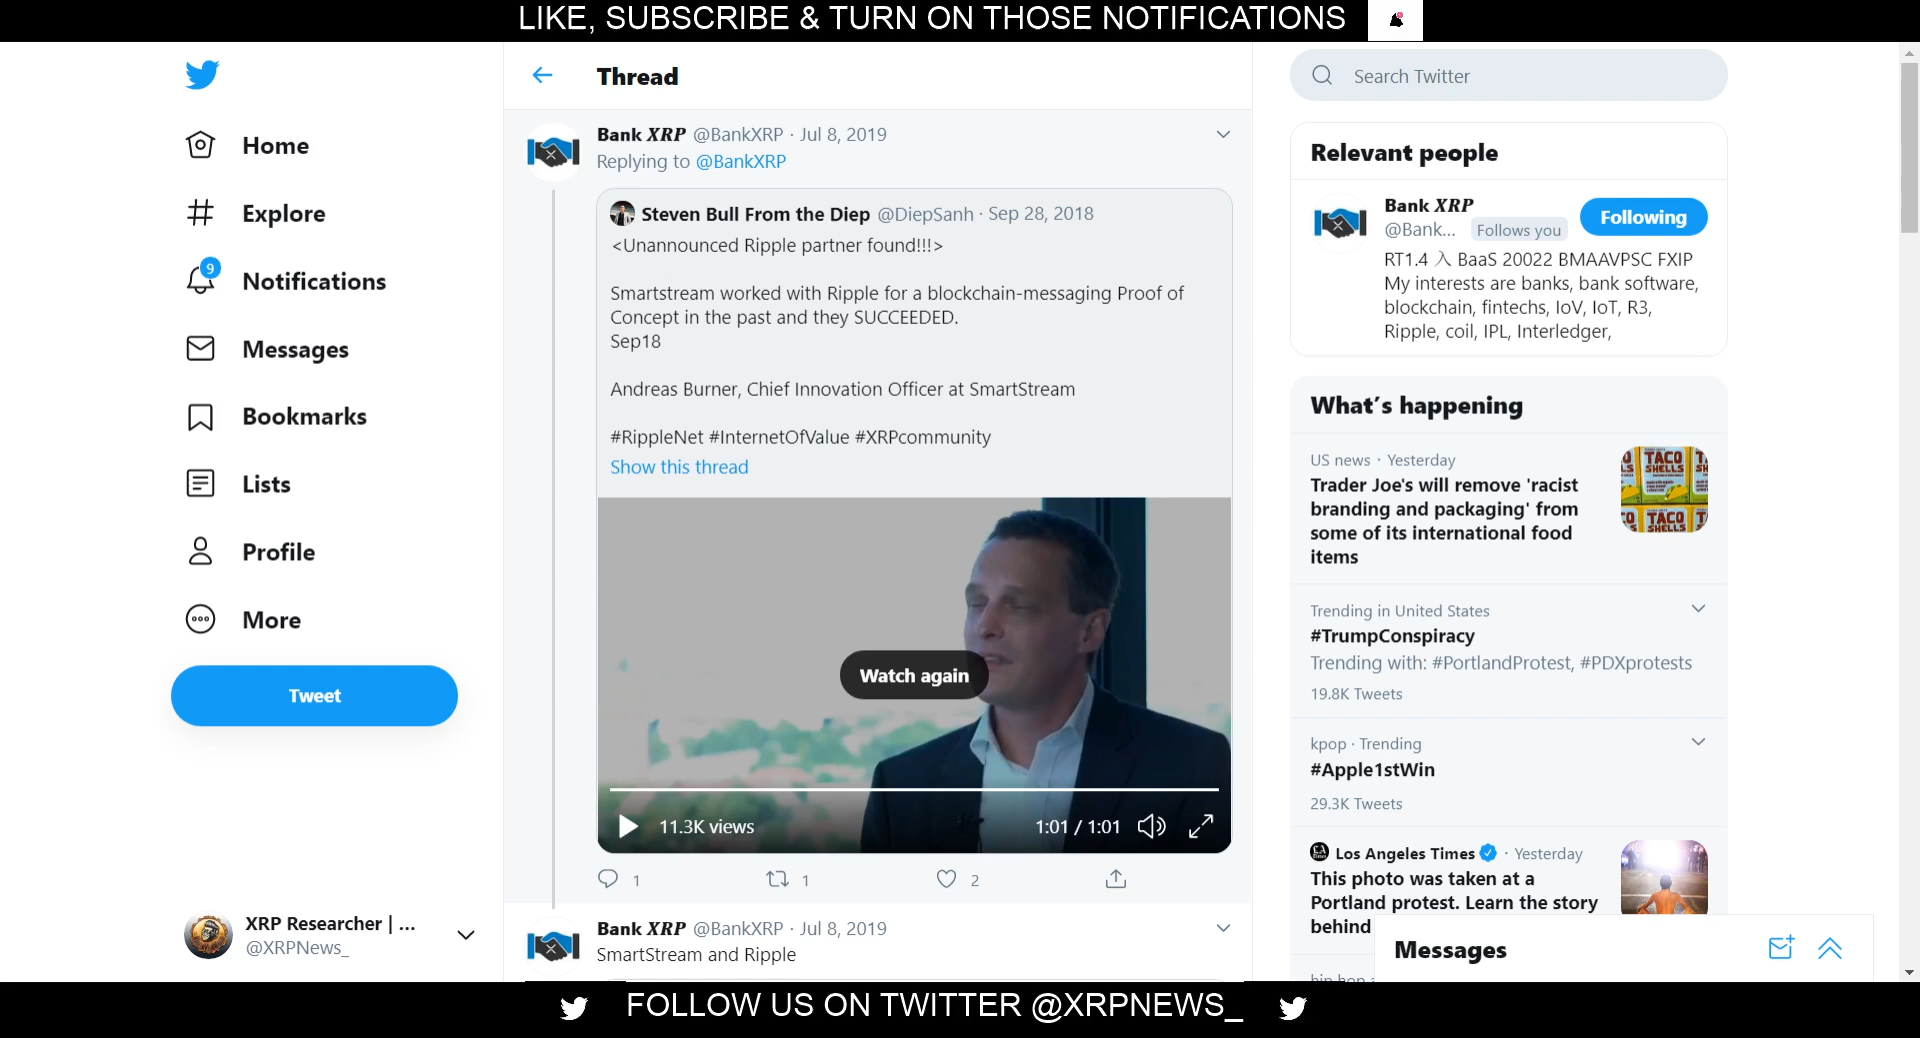 LIKE, SUBSCRIBE & TURN ON THOSE NOTIFICATIONS
Home
Explore
9
Notifications
Messages
Bookmarks
Lists
Profile
More
Tweet
XRP Researcher | ...
@XRPNews_
Thread
Bank XRP @BankXRP · Jul 8, 2019
Replying to @BankXRP
Steven Bull From the Diep @DiepSanh · Sep 28, 2018
<Unannounced Ripple partner found!!!>
Smartstream worked with Ripple for a blockchain-messaging Proof of
Concept in the past and they SUCCEEDED.
Sep18
Andreas Burner, Chief Innovation Officer at SmartStream
#RippleNet #InternetOfValue #XRPcommunity
Show this thread
Watch again
11.3K views
1:01 / 1:01
1
1
2
Bank XRP @BankXRP · Jul 8, 2019
SmartStream and Ripple
Search Twitter
Relevant people
Bank XRP
@Bank... Follows you
Following
RT1.4 入 BaaS 20022 BMAAVPSC FXIP
My interests are banks, bank software,
blockchain, fintechs, IoV, IoT, R3,
Ripple, coil, IPL, Interledger,
What's happening
US news · Yesterday
Trader Joe's will remove 'racist
branding and packaging' from
some of its international food
items
TACO
SHELLS
TACO
SHELLS
Trending in United States
#TrumpConspiracy
Trending with: #PortlandProtest, #PDXprotests
19.8K Tweets
kpop · Trending
#Apple1stWin
29.3K Tweets
Los Angeles Times · Yesterday
This photo was taken at a
Portland protest. Learn the story
behind
Messages
FOLLOW US ON TWITTER @XRPNEWS_